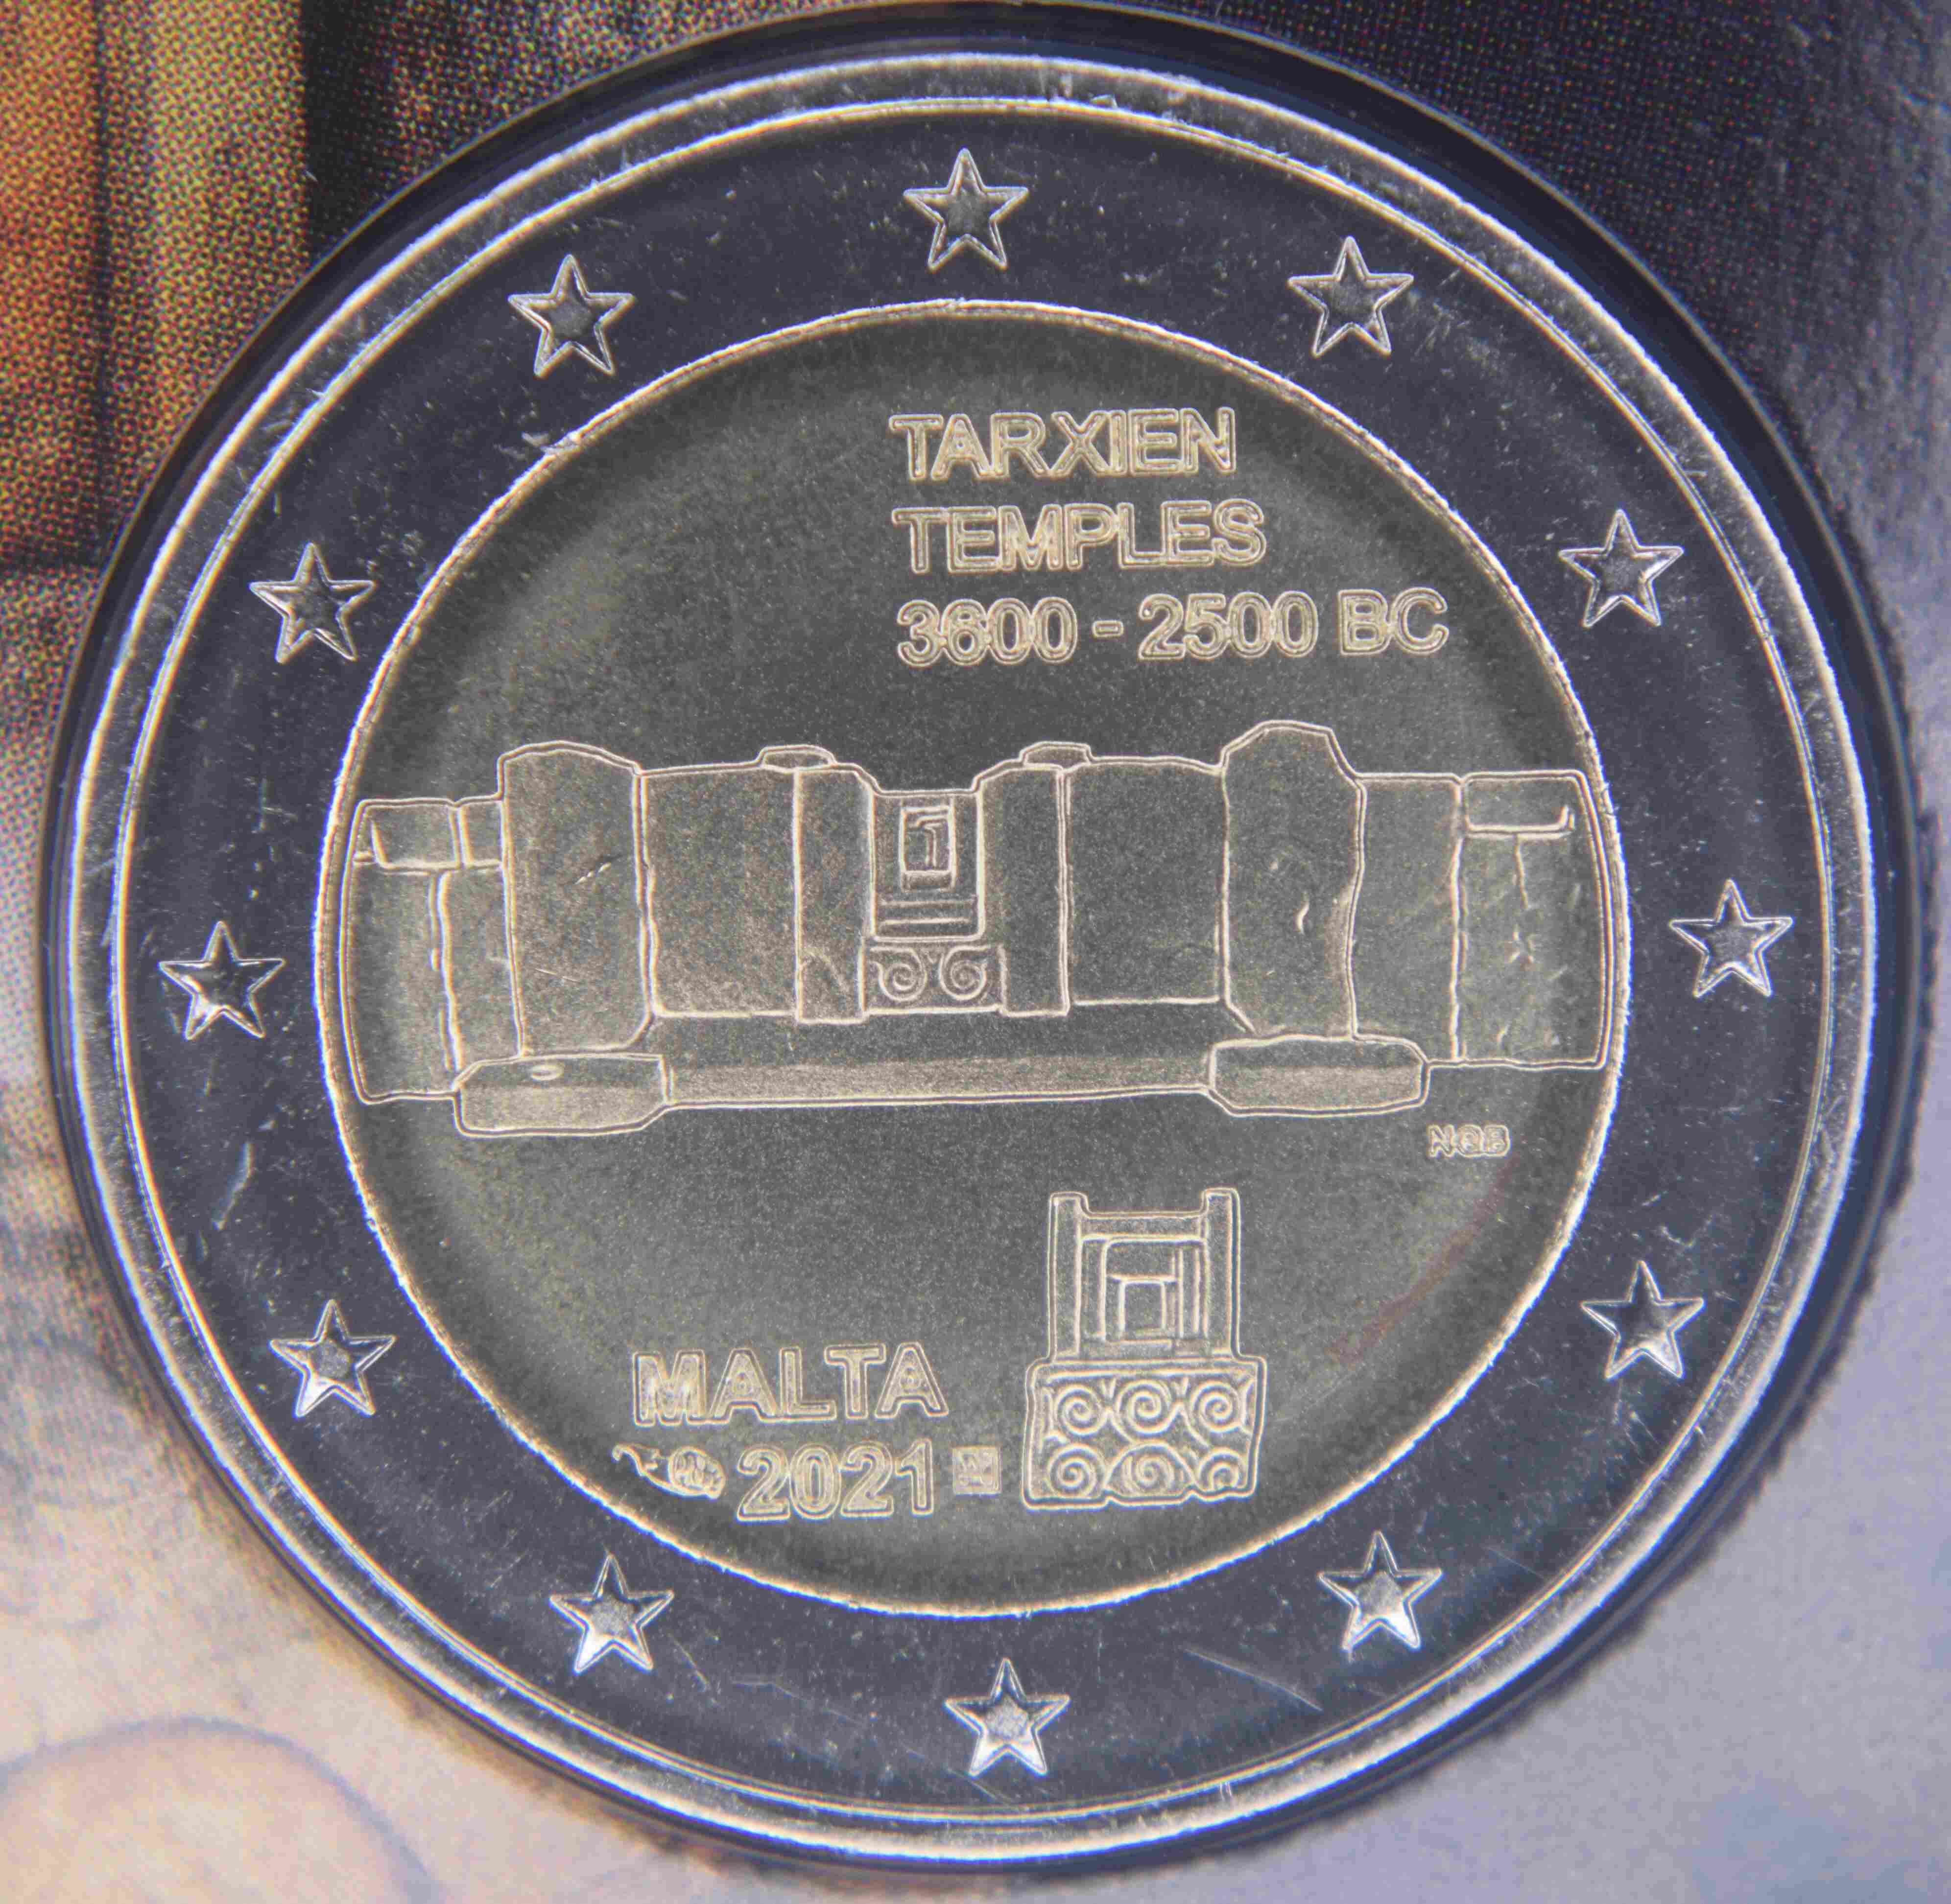 TARXIEN
TEMPLES
3600 - 2500 BC
NGB
MALTA
2021